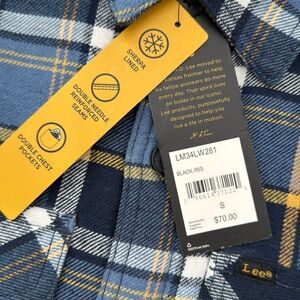 SHERPA
LINED
DOUBLE NEEDLE
REINFORCED
SEAMS
DOUBLE CHEST
POCKETS
G. Lee moved to
Kansas frontier to help
his fellow pioneers do more
every day. That spirit lives
on today in our iconic
Lee products, purposefully
designed to help you
live a life in motion.
LM34LW281
BLACK IRIS
S
$70.00
Lee